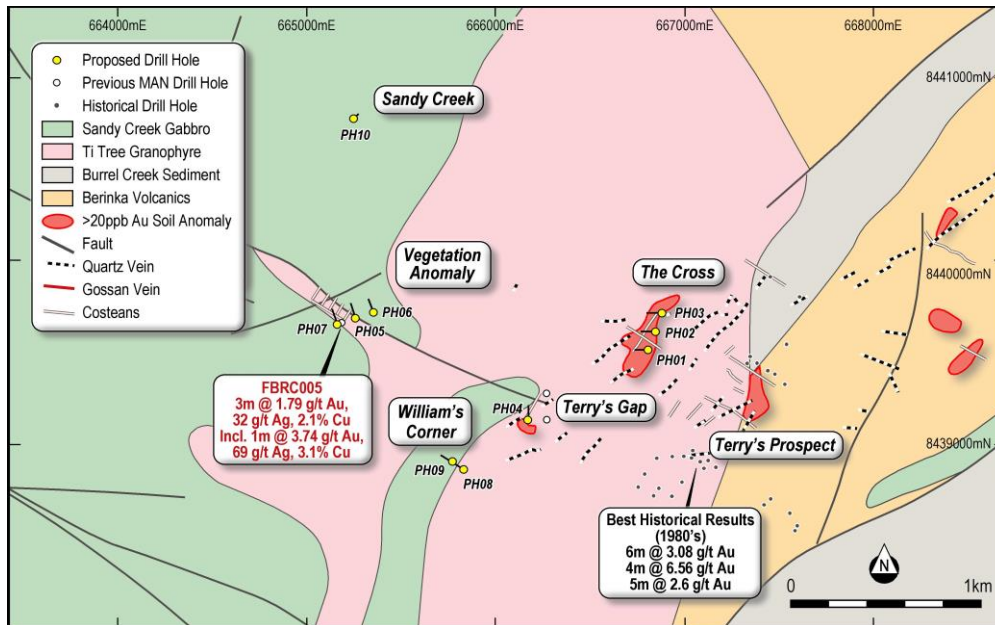 664000mE
665000mE
666000mE
667000mE
668000mE
8441000mN
8440000mN
8439000mN
Proposed Drill Hole
Previous MAN Drill Hole
Historical Drill Hole
Sandy Creek Gabbro
Ti Tree Granophyre
Burrel Creek Sediment
Berinka Volcanics
>20ppb Au Soil Anomaly
Fault
Quartz Vein
Gossan Vein
Costeans
Sandy Creek
PH10
Vegetation
Anomaly
PH06
PH05
PH07
The Cross
PH03
PH02
PH01
FBRC005
3m @ 1.79 g/t Au,
32 g/t Ag, 2.1% Cu
Incl. 1m @ 3.74 g/t Au,
69 g/t Ag, 3.1% Cu
William's
Corner
PH04
Terry's Gap
Terry's Prospect
PH09
PH08
Best Historical Results
(1980's)
6m @ 3.08 g/t Au
4m @ 6.56 g/t Au
5m @ 2.6 g/t Au
N
0
1km